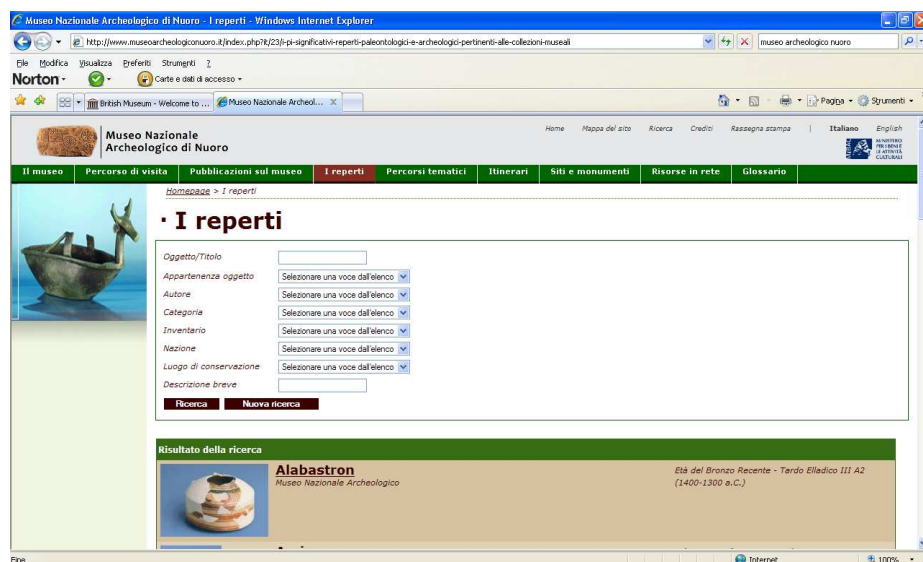 Museo Nazionale Archeologico di Nuoro - I reperti - Windows Internet Explorer
http://www.museoarcheologiconuoro.it/index.php?it/23/i-pi-significativi-reperti-paleontologici-e-archeologici-pertinenti-alle-collezioni-museali
museo archeologico nuoro
File Modifica Visualizza Preferiti Strumenti ?
Norton Carte e dati di accesso
British Museum - Welcome to ... Museo Nazionale Archeol... X Pagina Strumenti
Museo Nazionale
Archeologico di Nuoro
Home Mappa del sito Ricerca Crediti Rassegna stampa | Italiano English
MINISTERO
PER I BENI E
LE ATTIVITÀ
CULTURALI
Il museo Percorso di visita Pubblicazioni sul museo I reperti Percorsi tematici Itinerari Siti e monumenti Risorse in rete Glossario
Homepage > I reperti
· I reperti
Oggetto/Titolo
Appartenenza oggetto Selezionare una voce dall'elenco
Autore Selezionare una voce dall'elenco
Categoria Selezionare una voce dall'elenco
Inventario Selezionare una voce dall'elenco
Nazione Selezionare una voce dall'elenco
Luogo di conservazione Selezionare una voce dall'elenco
Descrizione breve
Ricerca Nuova ricerca
Risultato della ricerca
Alabastron
Museo Nazionale Archeologico
Età del Bronzo Recente - Tardo Elladico III A2
(1400-1300 a.C.)
Fine Internet 100%